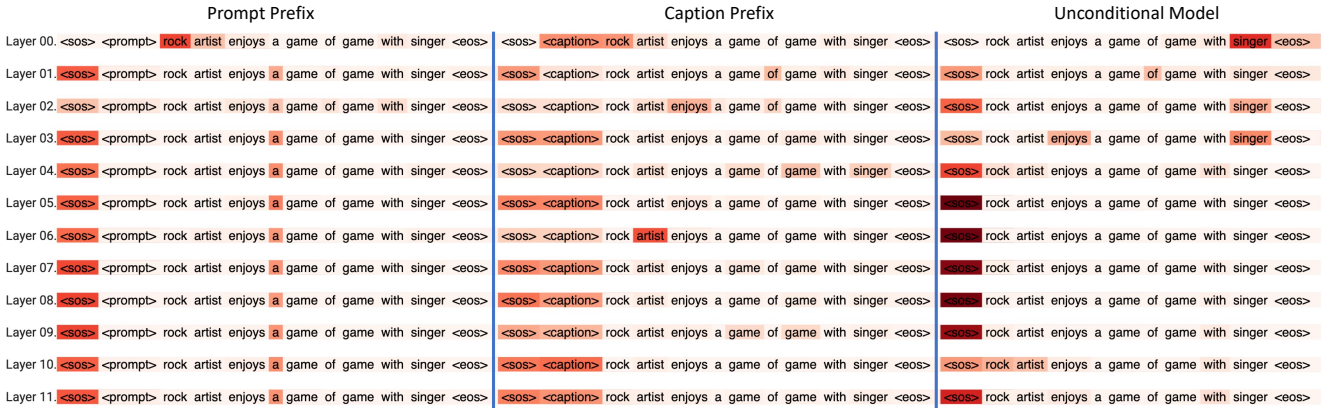 Prompt Prefix Caption Prefix Unconditional Model
Layer 00. <sos> <prompt> rock artist enjoys a game of game with singer <eos> <sos> <caption> rock artist enjoys a game of game with singer <eos> <sos> rock artist enjoys a game of game with singer <eos>
Layer 01. <sos> <prompt> rock artist enjoys a game of game with singer <eos> <sos> <caption> rock artist enjoys a game of game with singer <eos> <sos> rock artist enjoys a game of game with singer <eos>
Layer 02. <sos> <prompt> rock artist enjoys a game of game with singer <eos> <sos> <caption> rock artist enjoys a game of game with singer <eos> <sos> rock artist enjoys a game of game with singer <eos>
Layer 03. <sos> <prompt> rock artist enjoys a game of game with singer <eos> <sos> <caption> rock artist enjoys a game of game with singer <eos> <sos> rock artist enjoys a game of game with singer <eos>
Layer 04. <sos> <prompt> rock artist enjoys a game of game with singer <eos> <sos> <caption> rock artist enjoys a game of game with singer <eos> <sos> rock artist enjoys a game of game with singer <eos>
Layer 05. <sos> <prompt> rock artist enjoys a game of game with singer <eos> <sos> <caption> rock artist enjoys a game of game with singer <eos> <sos> rock artist enjoys a game of game with singer <eos>
Layer 06. <sos> <prompt> rock artist enjoys a game of game with singer <eos> <sos> <caption> rock artist enjoys a game of game with singer <eos> <sos> rock artist enjoys a game of game with singer <eos>
Layer 07. <sos> <prompt> rock artist enjoys a game of game with singer <eos> <sos> <caption> rock artist enjoys a game of game with singer <eos> <sos> rock artist enjoys a game of game with singer <eos>
Layer 08. <sos> <prompt> rock artist enjoys a game of game with singer <eos> <sos> <caption> rock artist enjoys a game of game with singer <eos> <sos> rock artist enjoys a game of game with singer <eos>
Layer 09. <sos> <prompt> rock artist enjoys a game of game with singer <eos> <sos> <caption> rock artist enjoys a game of game with singer <eos> <sos> rock artist enjoys a game of game with singer <eos>
Layer 10. <sos> <prompt> rock artist enjoys a game of game with singer <eos> <sos> <caption> rock artist enjoys a game of game with singer <eos> <sos> rock artist enjoys a game of game with singer <eos>
Layer 11. <sos> <prompt> rock artist enjoys a game of game with singer <eos> <sos> <caption> rock artist enjoys a game of game with singer <eos> <sos> rock artist enjoys a game of game with singer <eos>